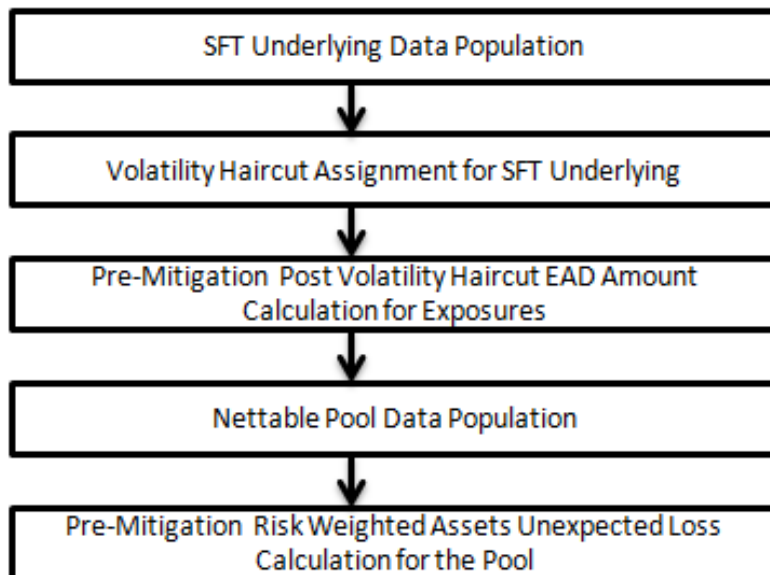 SFT Underlying Data Population
Volatility Haircut Assignment for SFT Underlying
Pre-Mitigation Post Volatility Haircut EAD Amount
Calculation for Exposures
Nettable Pool Data Population
Pre-Mitigation Risk Weighted Assets Unexpected Loss
Calculation for the Pool